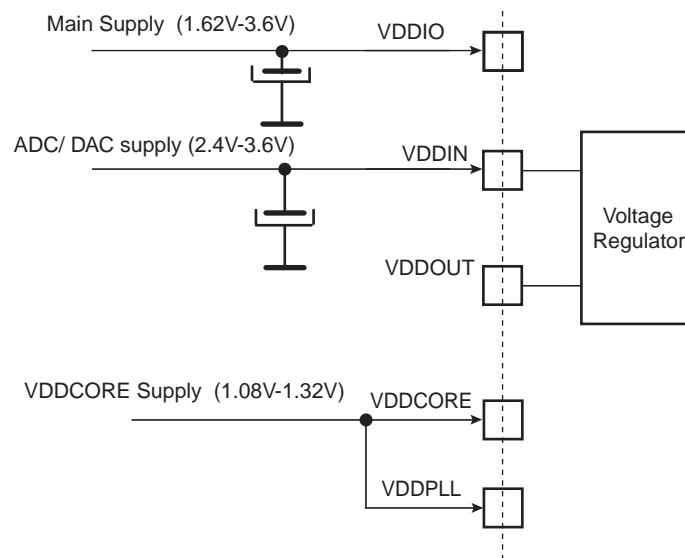 Main Supply (1.62V-3.6V)
VDDIO
ADC/ DAC supply (2.4V-3.6V)
VDDIN
Voltage
Regulator
VDDOUT
VDDCORE Supply (1.08V-1.32V)
VDDCORE
VDDPLL